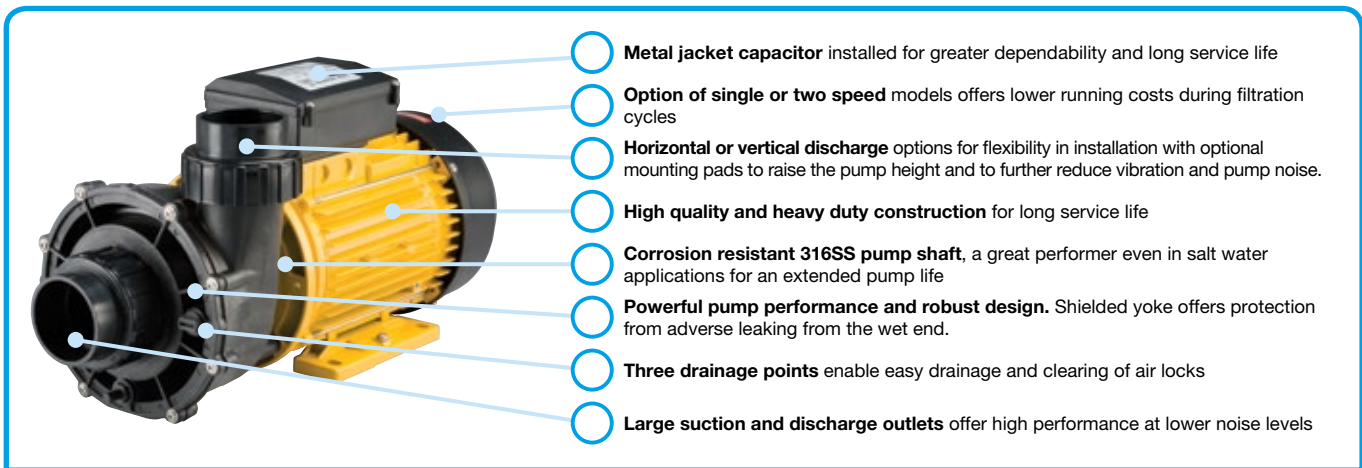 Metal jacket capacitor installed for greater dependability and long service life
Option of single or two speed models offers lower running costs during filtration
cycles
Horizontal or vertical discharge options for flexibility in installation with optional
mounting pads to raise the pump height and to further reduce vibration and pump noise.
High quality and heavy duty construction for long service life
Corrosion resistant 316SS pump shaft, a great performer even in salt water
applications for an extended pump life
Powerful pump performance and robust design. Shielded yoke offers protection
from adverse leaking from the wet end.
Three drainage points enable easy drainage and clearing of air locks
Large suction and discharge outlets offer high performance at lower noise levels